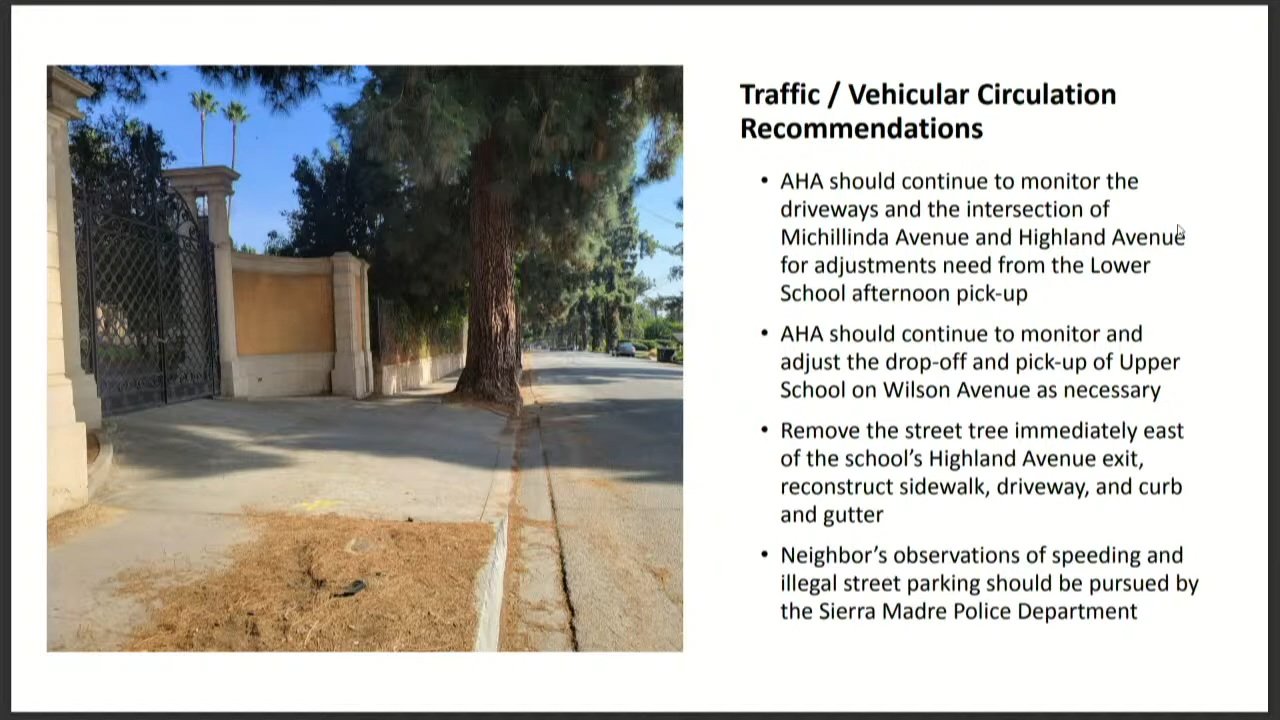 Traffic / Vehicular Circulation
Recommendations
• AHA should continue to monitor the
driveways and the intersection of
Michillinda Avenue and Highland Avenue
for adjustments need from the Lower
School afternoon pick-up
• AHA should continue to monitor and
adjust the drop-off and pick-up of Upper
School on Wilson Avenue as necessary
• Remove the street tree immediately east
of the school’s Highland Avenue exit,
reconstruct sidewalk, driveway, and curb
and gutter
• Neighbor’s observations of speeding and
illegal street parking should be pursued by
the Sierra Madre Police Department